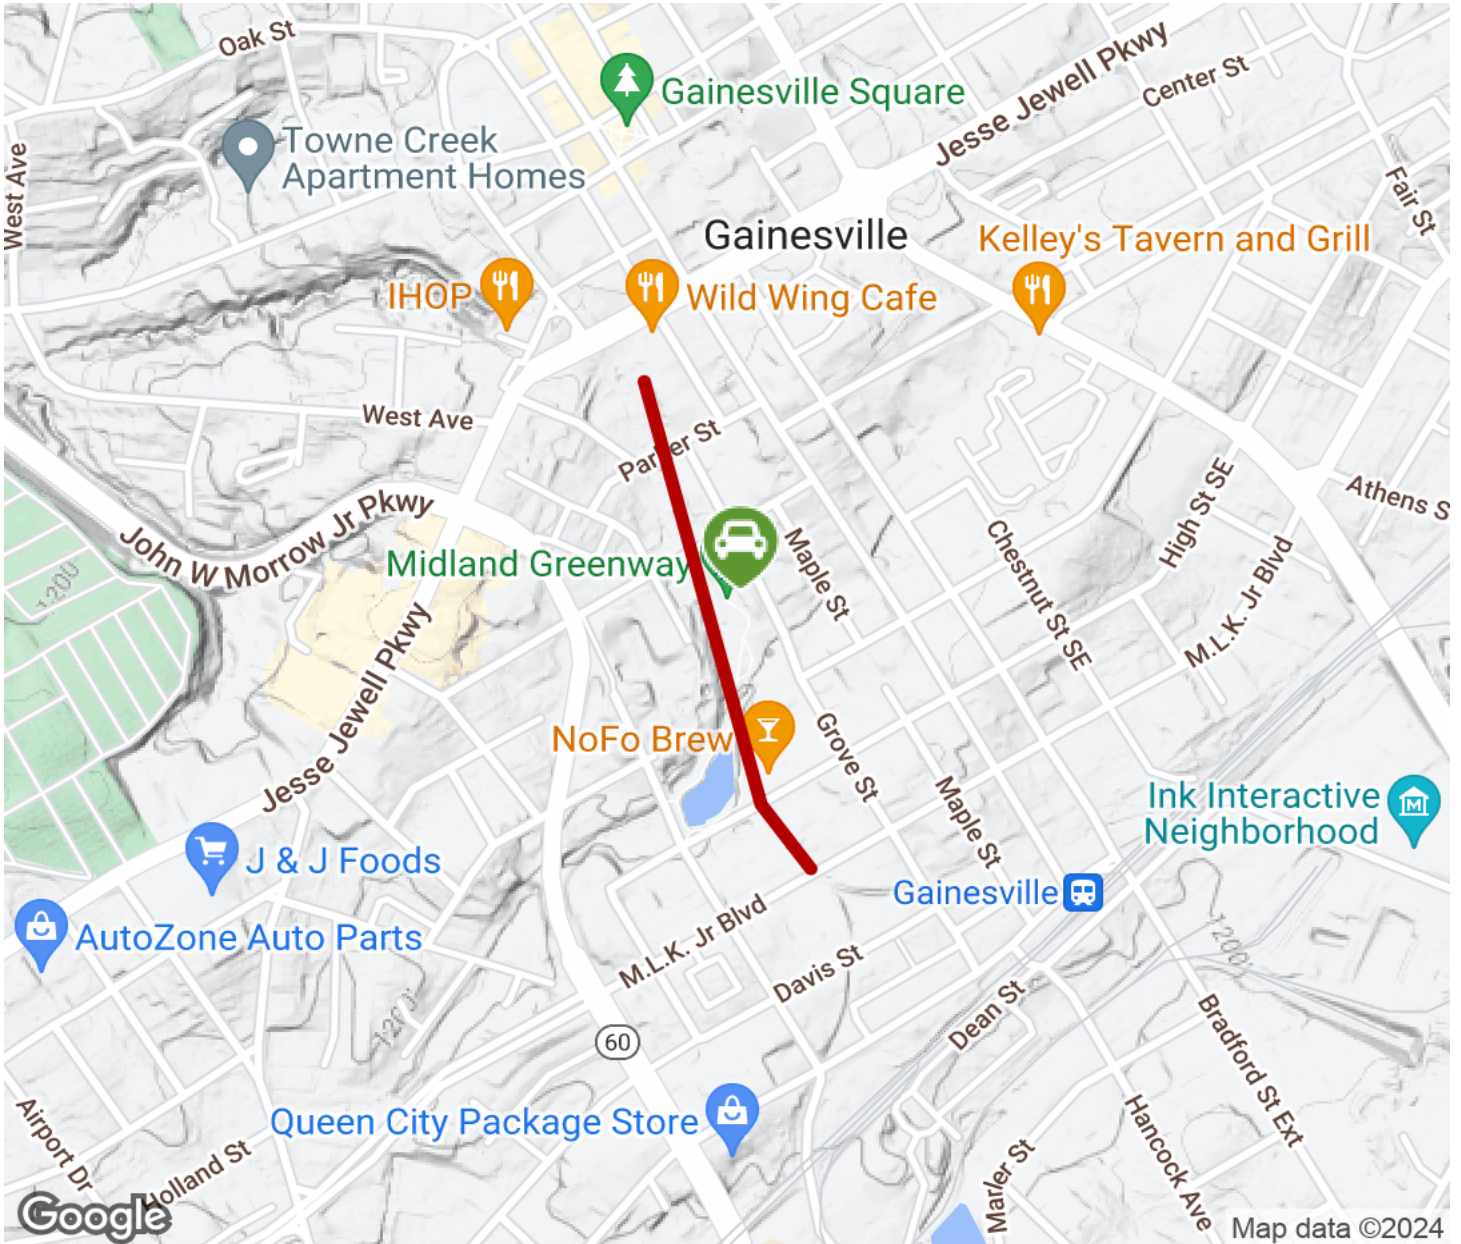 Oak St
Gainesville Square
Jesse Jewell Pkwy
Center St
Towne Creek
Apartment Homes
West Ave
Fair St
Gainesville
Kelley's Tavern and Grill
IHOP
Wild Wing Cafe
West Ave
Parker St
Athens S
High St SE
John W Morrow Jr Pkwy
1200
Midland Greenway
Maple St
Chestnut St SE
M.L.K. Jr Blvd
Jesse Jewell Pkwy
NoFo Brew
Grove St
Maple St
Ink Interactive
Neighborhood
J & J Foods
Gainesville
AutoZone Auto Parts
M.L.K. Jr Blvd
Davis St
1200
1200
Dean St
60
Bradford St Ext
Queen City Package Store
Airport Dr
Holland St
Marler St
Hancock Ave
Google
Map data ©2024